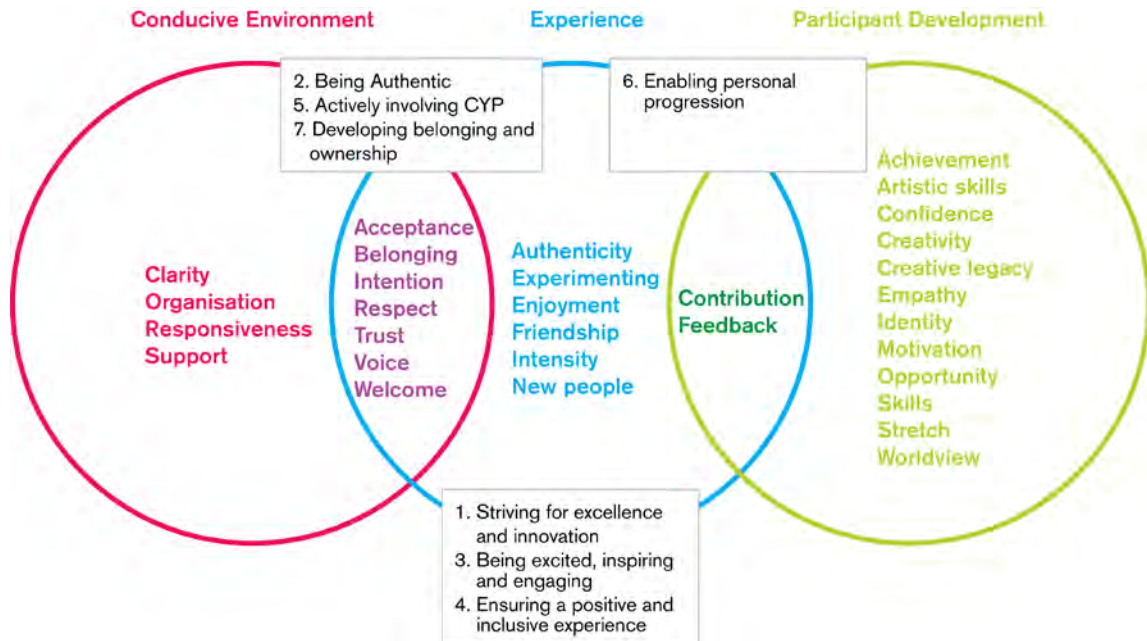 Conducive Environment
Experience
Participant Development
2. Being Authentic
5. Actively involving CYP
7. Developing belonging and
ownership
6. Enabling personal
progression
Clarity
Organisation
Responsiveness
Support
Acceptance
Belonging
Intention
Respect
Trust
Voice
Welcome
Authenticity
Experimenting
Enjoyment
Friendship
Intensity
New people
Contribution
Feedback
Achievement
Artistic skills
Confidence
Creativity
Creative legacy
Empathy
Identity
Motivation
Opportunity
Skills
Stretch
Worldview
1. Striving for excellence
and innovation
3. Being excited, inspiring
and engaging
4. Ensuring a positive and
inclusive experience